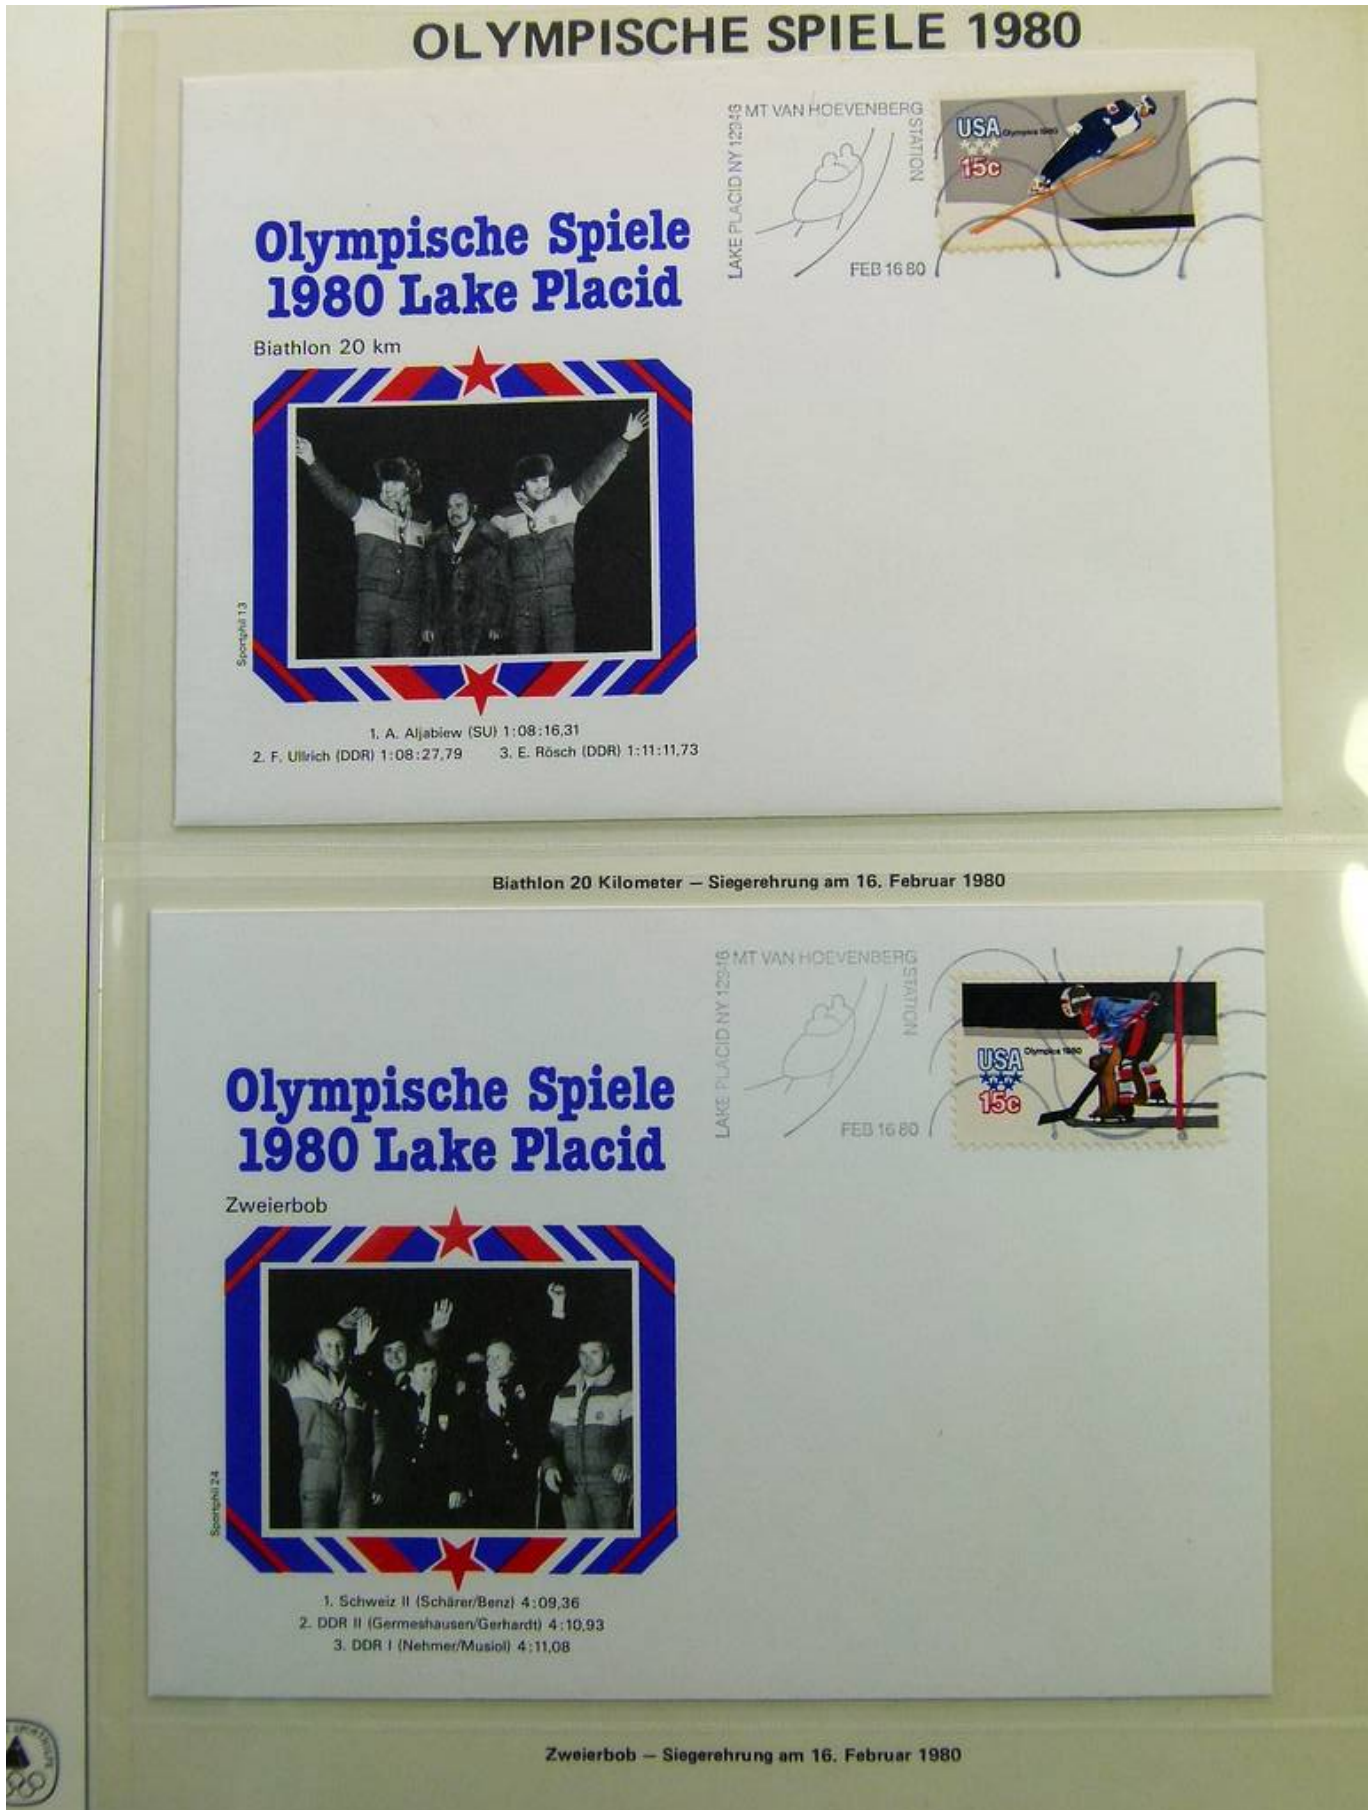 OLYMPISCHE SPIELE 1980
MT VAN HOEVENBERG
STATION
LAKE PLACID NY 12946
FEB 16 80
USA Olympics 1980
15c
Olympische Spiele
1980 Lake Placid
Biathlon 20 km
Sportphil 13
1. A. Aljabiew (SU) 1:08:16,31
2. F. Ullrich (DDR) 1:08:27,79 3. E. Rösch (DDR) 1:11:11,73
Biathlon 20 Kilometer — Siegerehrung am 16. Februar 1980
MT VAN HOEVENBERG
STATION
LAKE PLACID NY 12946
FEB 16 80
USA Olympics 1980
15c
Olympische Spiele
1980 Lake Placid
Zweierbob
Sportphil 24
1. Schweiz II (Schärer/Benz) 4:09,36
2. DDR II (Germeshausen/Gerhardt) 4:10,93
3. DDR I (Nehmer/Musiol) 4:11,08
Zweierbob — Siegerehrung am 16. Februar 1980